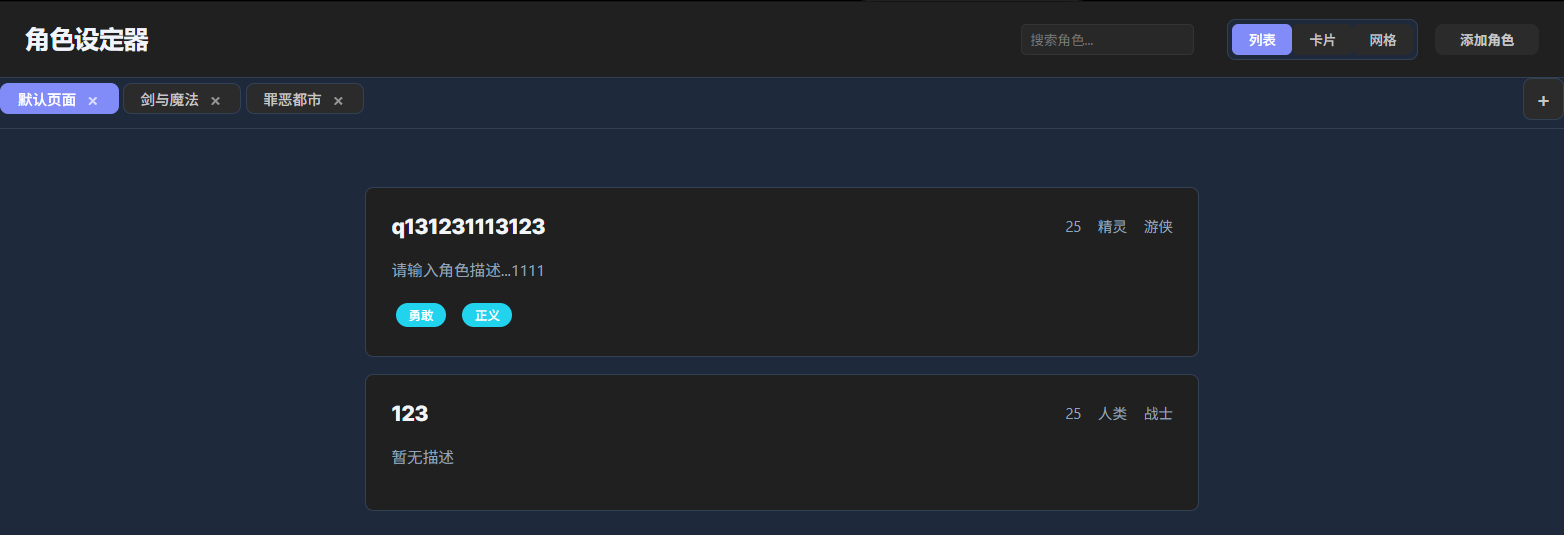 角色设定器 搜索角色... 列表 卡片 网格 添加角色
默认页面 × 剑与魔法 × 罪恶都市 × +
q131231113123 25 精灵 游侠
请输入角色描述...1111
勇敢 正义
123 25 人类 战士
暂无描述